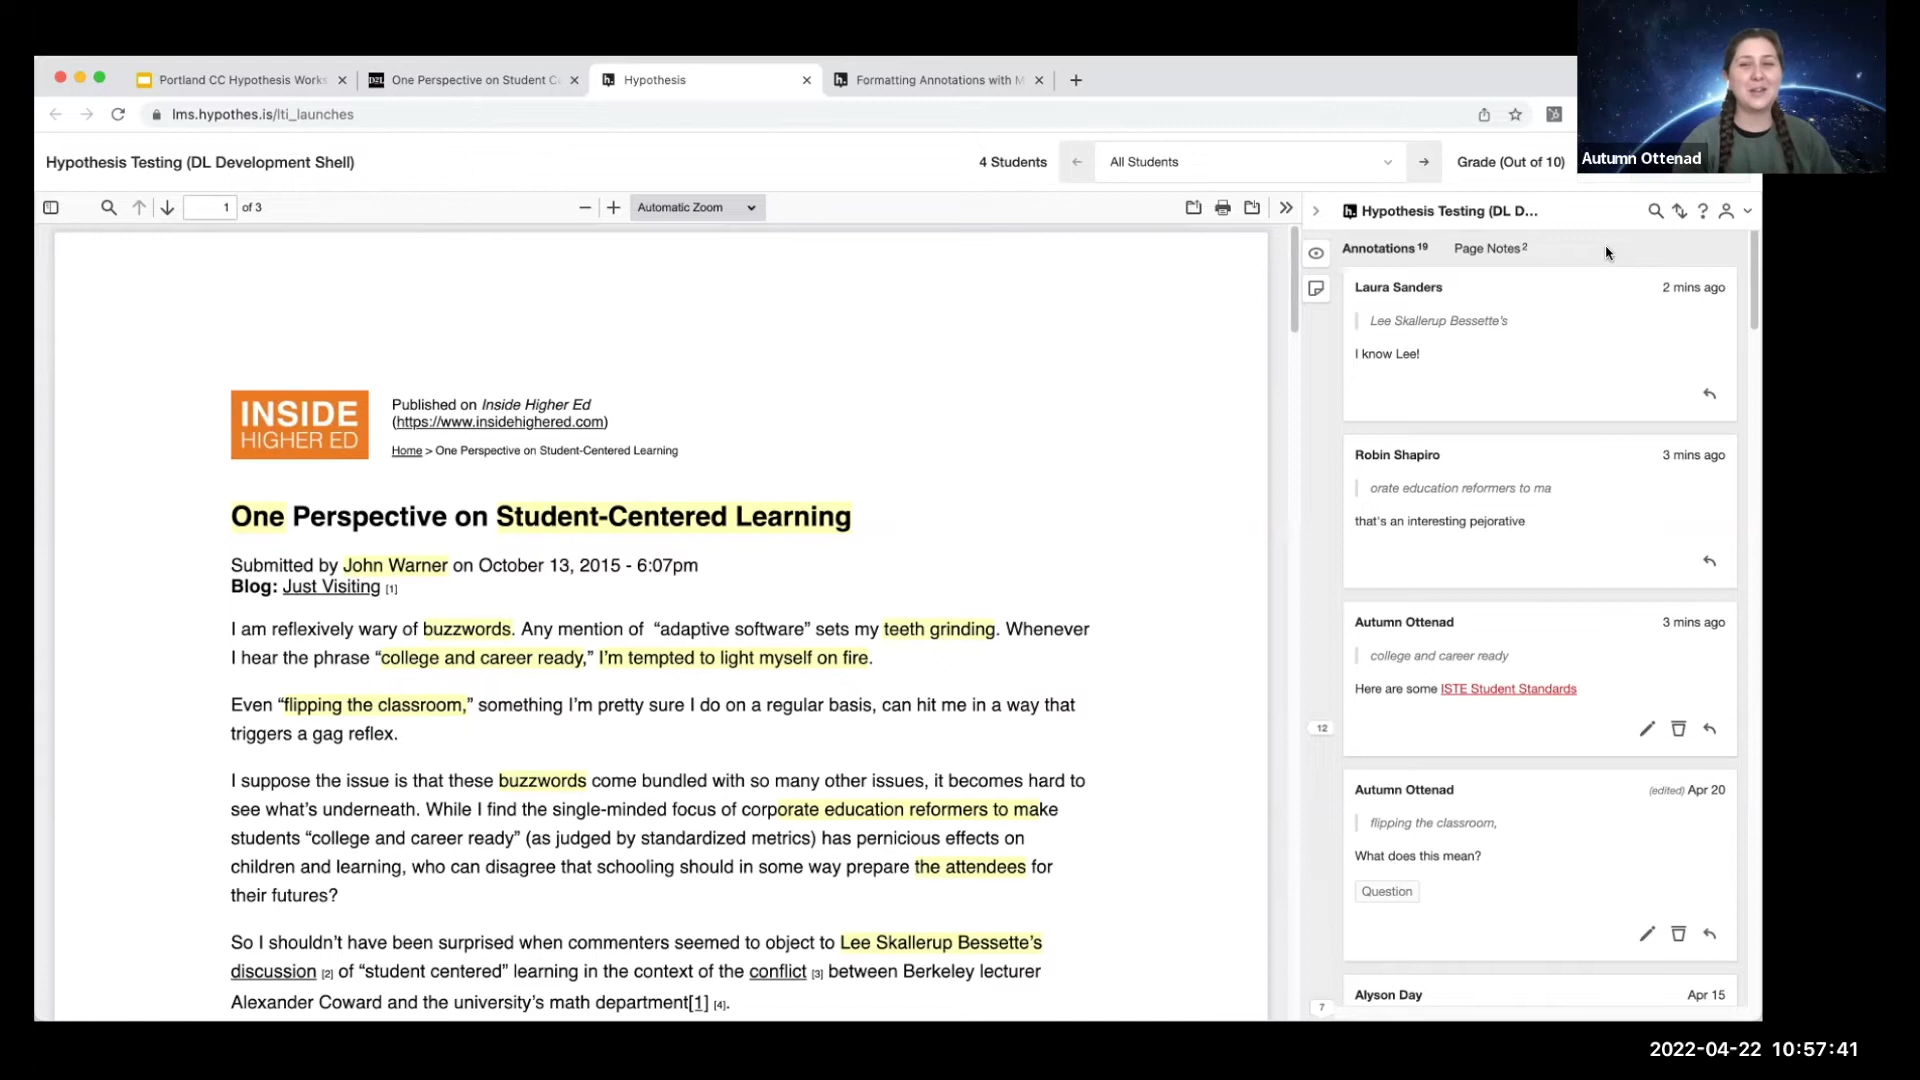 Portland CC Hypothesis Works
D2L One Perspective on Student C
h. Hypothesis
h. Formatting Annotations with M
lms.hypothes.is/lti_launches
Autumn Ottenad
Hypothesis Testing (DL Development Shell)
4 Students
All Students
Grade (Out of 10)
1 of 3
Automatic Zoom
h. Hypothesis Testing (DL D...
Annotations 19
Page Notes 2
INSIDE
HIGHER ED
Published on Inside Higher Ed
(https://www.insidehighered.com)
Home > One Perspective on Student-Centered Learning
One Perspective on Student-Centered Learning
Submitted by John Warner on October 13, 2015 - 6:07pm
Blog: Just Visiting [1]
I am reflexively wary of buzzwords. Any mention of “adaptive software” sets my teeth grinding. Whenever
I hear the phrase “college and career ready,” I’m tempted to light myself on fire.
Even “flipping the classroom,” something I’m pretty sure I do on a regular basis, can hit me in a way that
triggers a gag reflex.
I suppose the issue is that these buzzwords come bundled with so many other issues, it becomes hard to
see what’s underneath. While I find the single-minded focus of corporate education reformers to make
students “college and career ready” (as judged by standardized metrics) has pernicious effects on
children and learning, who can disagree that schooling should in some way prepare the attendees for
their futures?
So I shouldn’t have been surprised when commenters seemed to object to Lee Skallerup Bessette’s
discussion [2] of “student centered” learning in the context of the conflict [3] between Berkeley lecturer
Alexander Coward and the university’s math department[1] [4].
Laura Sanders
2 mins ago
Lee Skallerup Bessette’s
I know Lee!
Robin Shapiro
3 mins ago
orate education reformers to ma
that's an interesting pejorative
Autumn Ottenad
3 mins ago
college and career ready
Here are some ISTE Student Standards
12
Autumn Ottenad
(edited) Apr 20
flipping the classroom,
What does this mean?
Question
Alyson Day
Apr 15
7
2022-04-22 10:57:41